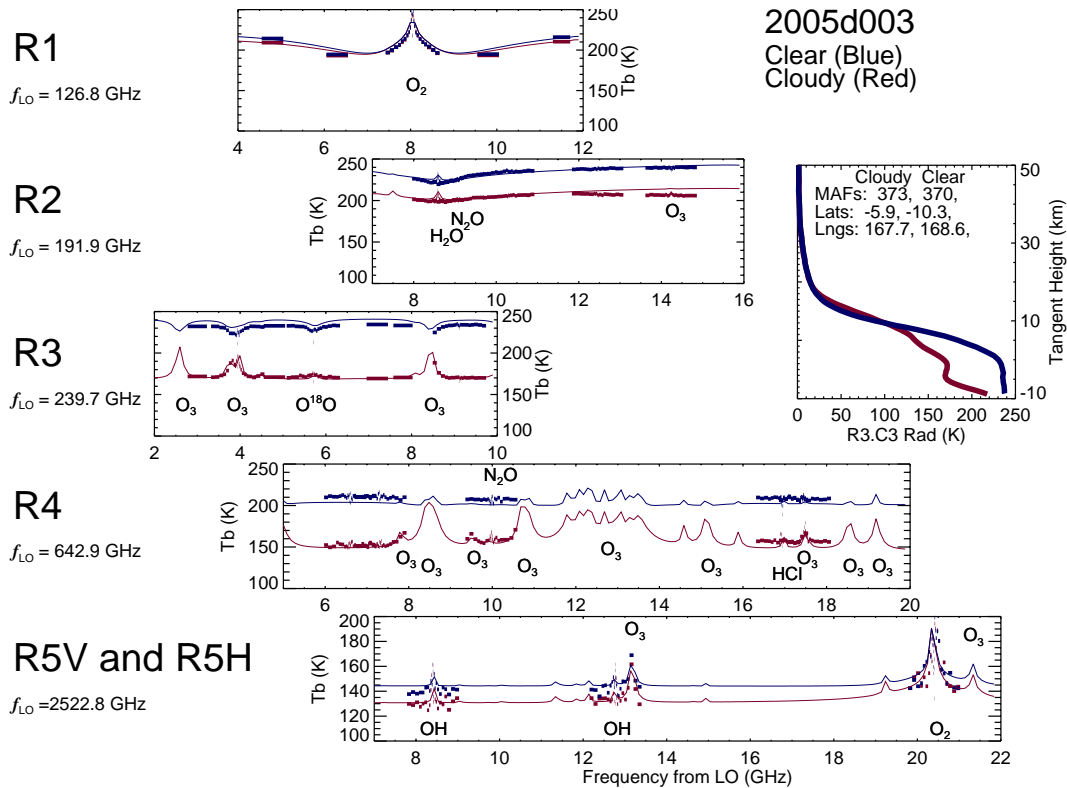 2005d003
Clear (Blue)
Cloudy (Red)
R1
fLO = 126.8 GHz
250
200
150
100
Tb (K)
O2
4 6 8 10 12
R2
fLO = 191.9 GHz
250
200
150
100
Tb (K)
N2O
H2O
O3
8 10 12 14 16
Cloudy Clear
MAFs: 373, 370,
Lats: -5.9, -10.3,
Lngs: 167.7, 168.6,
50
30
10
-10
Tangent Height (km)
0 50 100 150 200 250
R3.C3 Rad (K)
R3
fLO = 239.7 GHz
250
200
150
100
Tb (K)
O3 O3 O18O O3
2 4 6 8 10
R4
fLO = 642.9 GHz
250
200
150
100
Tb (K)
N2O
O3 O3 O3 O3 O3 O3 O3 O3 O3
HCl
6 8 10 12 14 16 18 20
R5V and R5H
fLO =2522.8 GHz
200
180
160
140
120
100
Tb (K)
O3 O3
OH OH O2
8 10 12 14 16 18 20 22
Frequency from LO (GHz)